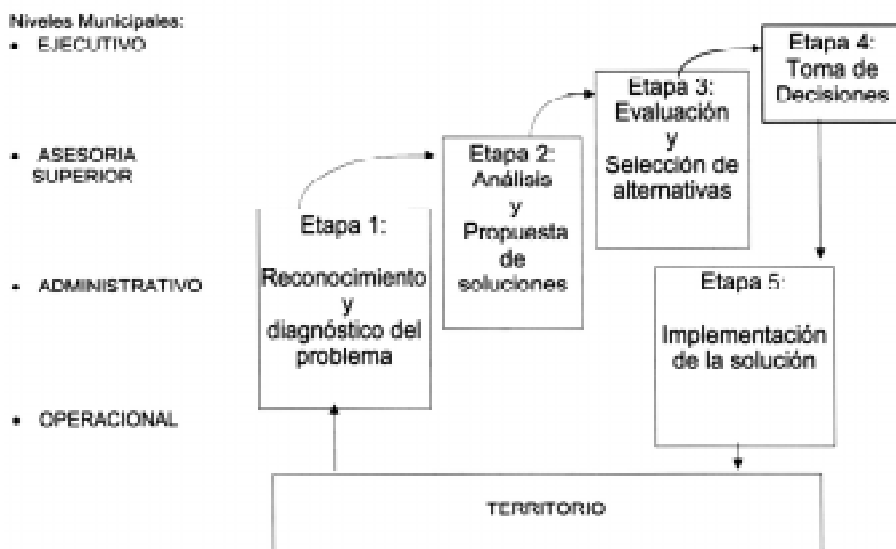 Niveles Municipales:
• EJECUTIVO
• ASESORIA
SUPERIOR
• ADMINISTRATIVO
• OPERACIONAL
Etapa 1:
Reconocimiento
y
diagnóstico del
problema
Etapa 2:
Análisis
y
Propuesta
de
soluciones
Etapa 3:
Evaluación
y
Selección de
alternativas
Etapa 4:
Toma de
Decisiones
Etapa 5:
Implementación
de la solución
TERRITORIO